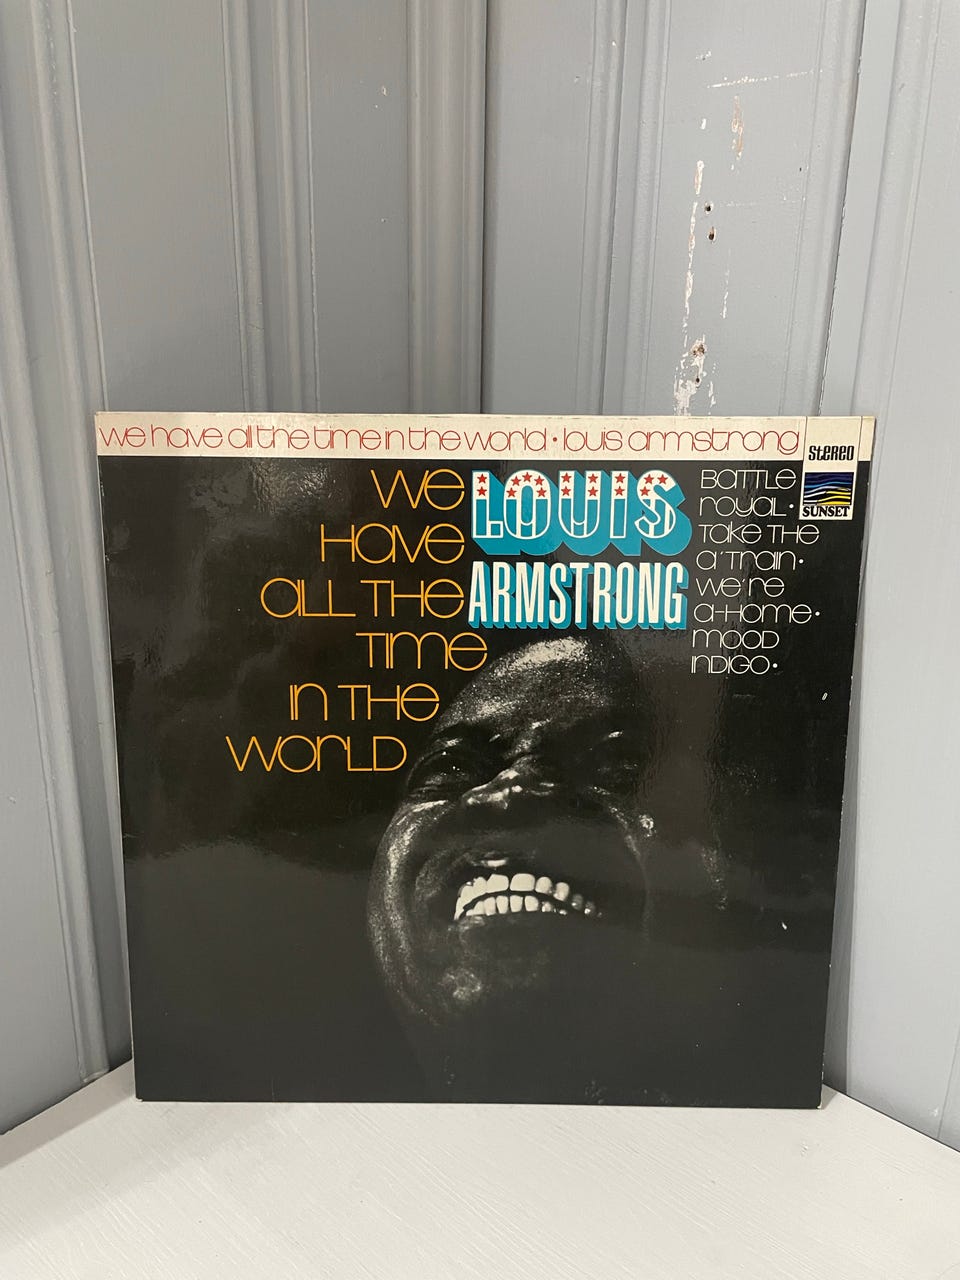 we have all the time in the world • louis armstrong
Stereo
SUNSET
We
Have
all the
Time
in the
World
LOUIS
ARMSTRONG
Battle
royal •
Take the
a'Train •
we're
a-Home •
mood
indigo •